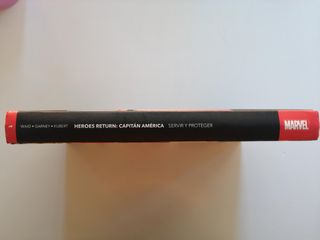 WAID • GARNEY • KUBERT HEROES RETURN: CAPITÁN AMÉRICA SERVIR Y PROTEGER MARVEL